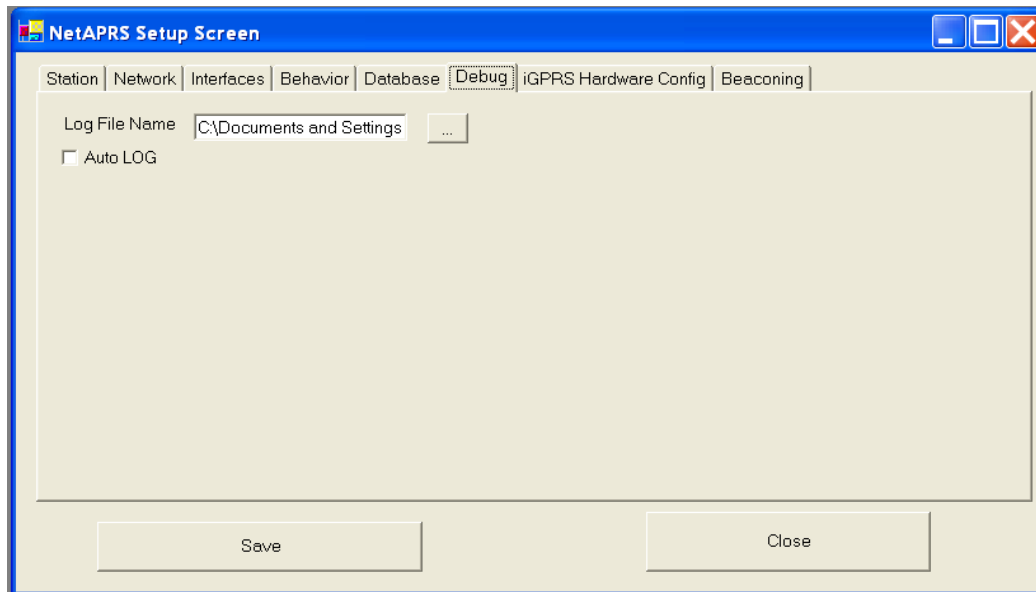 NetAPRS Setup Screen
Station Network Interfaces Behavior Database Debug iGPRS Hardware Config Beaconing
Log File Name C:\Documents and Settings ...
Auto LOG
Save Close